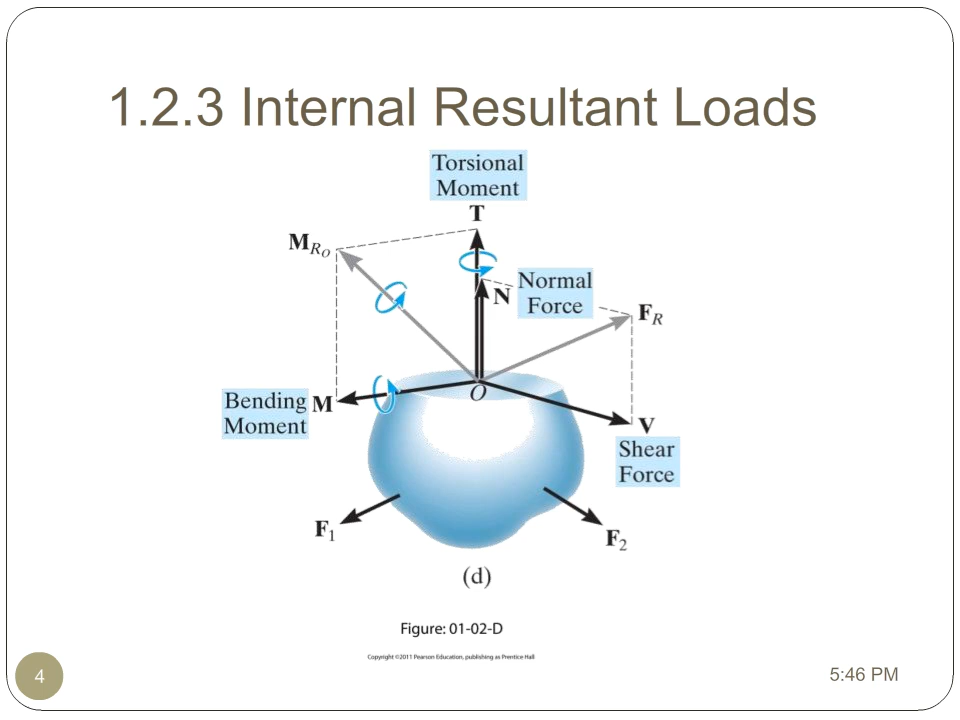 1.2.3 Internal Resultant Loads
Torsional
Moment
T
M_{R_O}
N
Normal
Force
F_R
Bending
Moment
M
O
V
Shear
Force
F_1
F_2
(d)
Figure: 01-02-D
Copyright ©2011 Pearson Education, publishing as Prentice Hall
4
5:46 PM